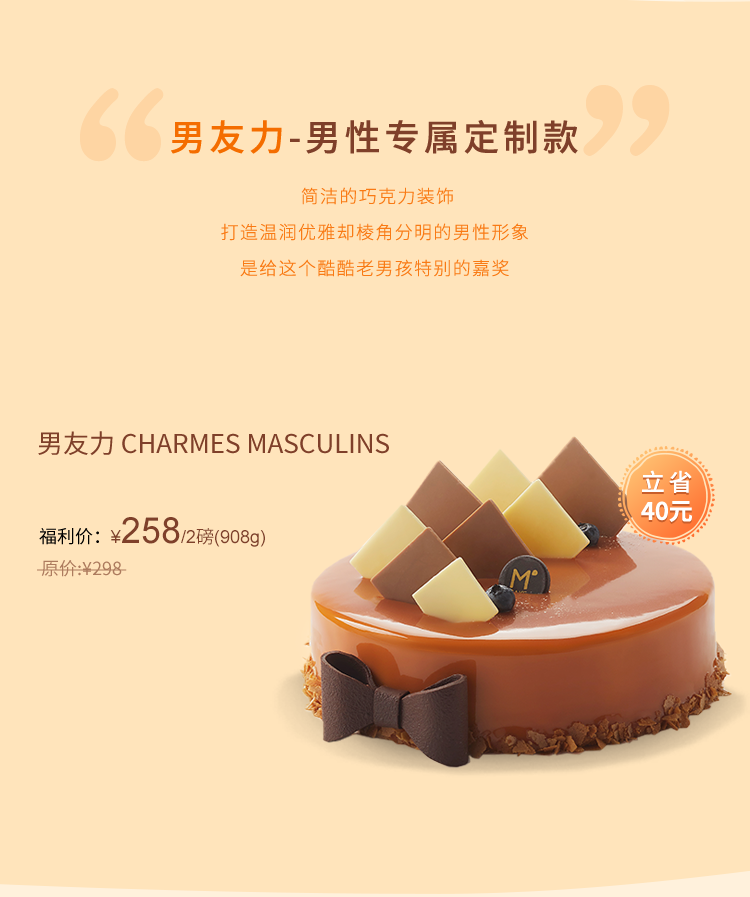 男友力-男性专属定制款
简洁的巧克力装饰
打造温润优雅却棱角分明的男性形象
是给这个酷酷老男孩特别的嘉奖
男友力 CHARMES MASCULINS
立省
40元
福利价：¥258/2磅(908g)
原价:¥298
M